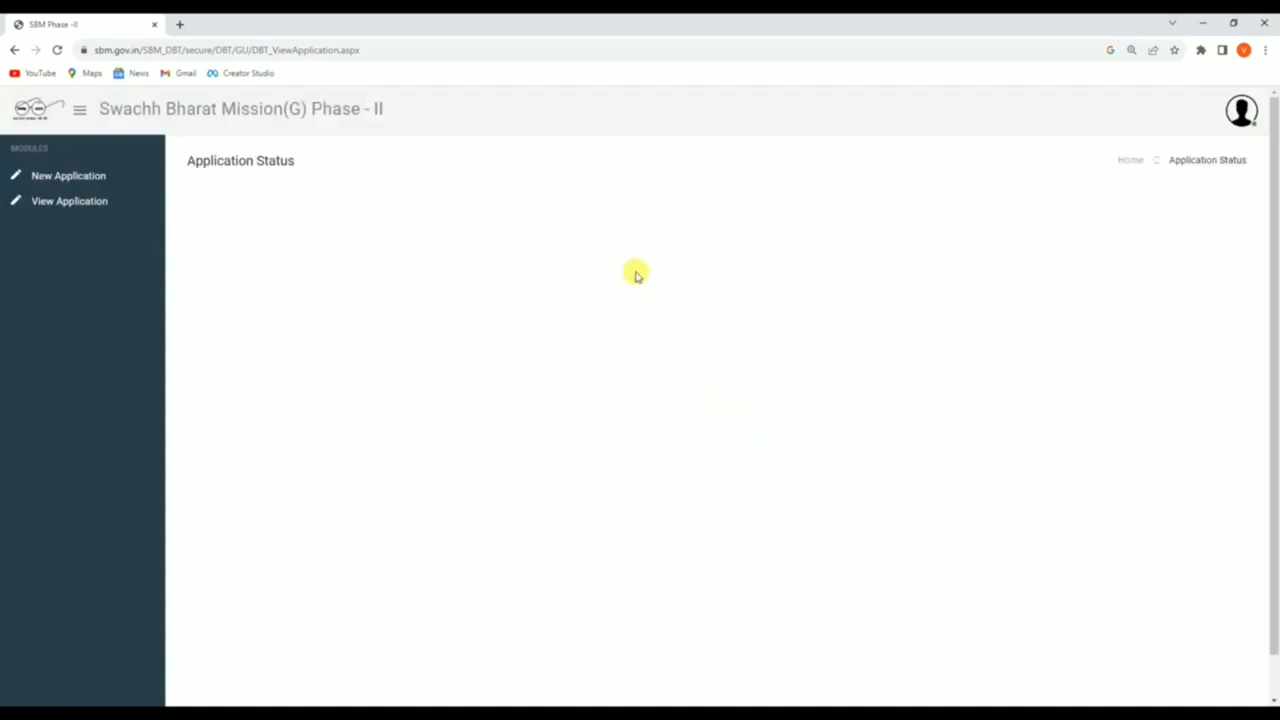 SBM Phase -II
sbm.gov.in/SBM_DBT/secure/DBT/GU/DBT_ViewApplication.aspx
YouTube Maps News Gmail Creator Studio
Swachh Bharat Mission(G) Phase - II
MODULES
New Application
View Application
Application Status
Home Application Status